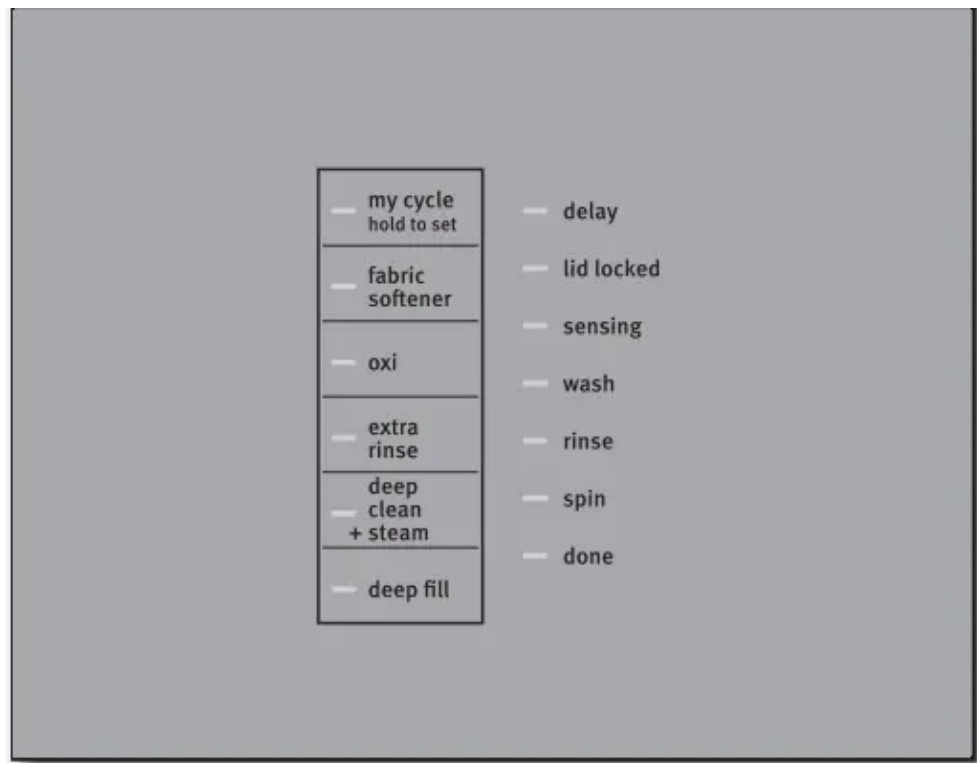 my cycle
hold to set
fabric
softener
oxi
extra
rinse
deep
clean
+ steam
deep fill
delay
lid locked
sensing
wash
rinse
spin
done